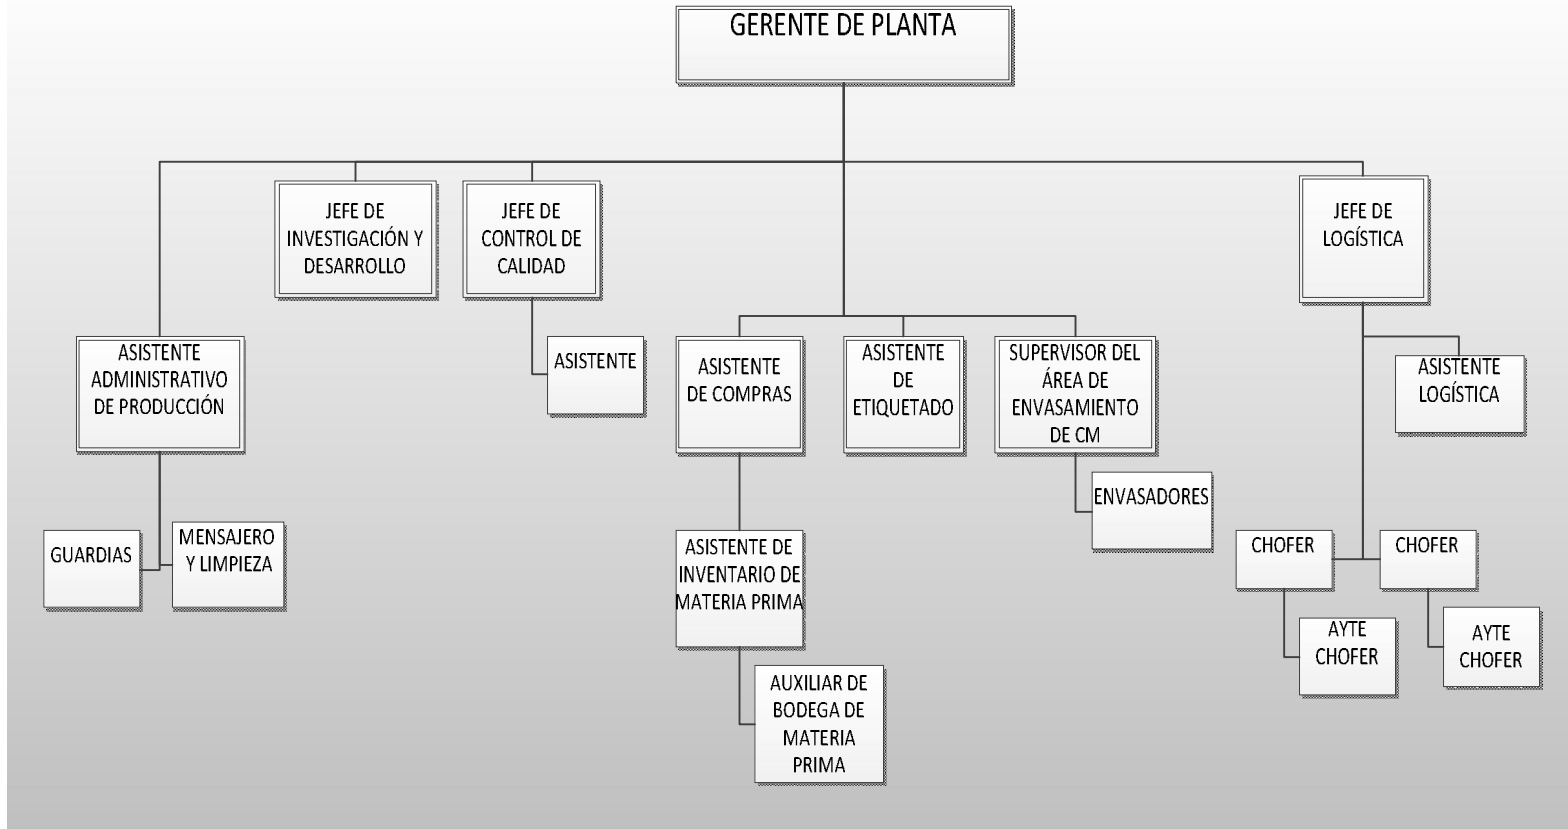 GERENTE DE PLANTA
JEFE DE
INVESTIGACIÓN Y
DESARROLLO
JEFE DE
CONTROL DE
CALIDAD
JEFE DE
LOGÍSTICA
ASISTENTE
ADMINISTRATIVO
DE PRODUCCIÓN
ASISTENTE
ASISTENTE
DE COMPRAS
ASISTENTE
DE
ETIQUETADO
SUPERVISOR DEL
ÁREA DE
ENVASAMIENTO
DE CM
ASISTENTE
LOGÍSTICA
ENVASADORES
GUARDIAS
MENSAJERO
Y LIMPIEZA
ASISTENTE DE
INVENTARIO DE
MATERIA PRIMA
CHOFER
CHOFER
AYTE
CHOFER
AYTE
CHOFER
AUXILIAR DE
BODEGA DE
MATERIA
PRIMA